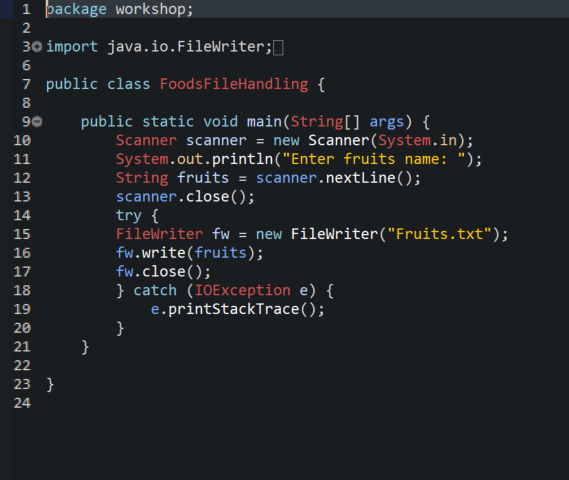 1 package workshop;
2
3 import java.io.FileWriter;
6
7 public class FoodsFileHandling {
8
9     public static void main(String[] args) {
10         Scanner scanner = new Scanner(System.in);
11         System.out.println("Enter fruits name: ");
12         String fruits = scanner.nextLine();
13         scanner.close();
14         try {
15         FileWriter fw = new FileWriter("Fruits.txt");
16         fw.write(fruits);
17         fw.close();
18         } catch (IOException e) {
19             e.printStackTrace();
20         }
21     }
22
23 }
24